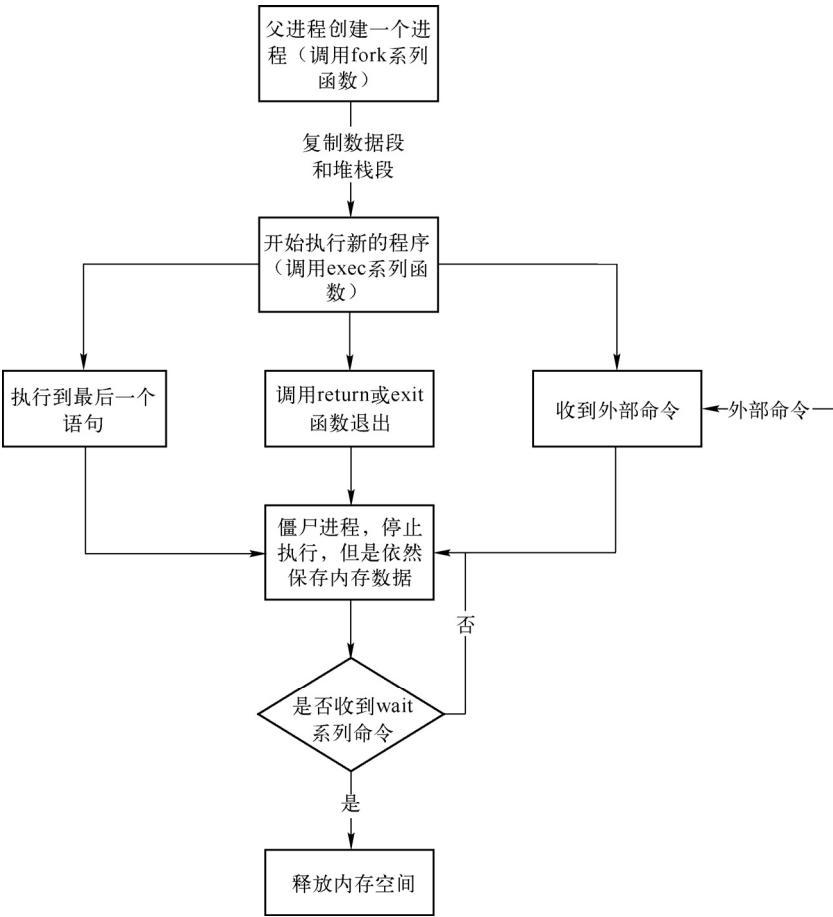 父进程创建一个进
程（调用fork系列
函数）
复制数据段
和堆栈段
开始执行新的程序
（调用exec系列函
数）
执行到最后一个
语句
调用return或exit
函数退出
收到外部命令
外部命令
僵尸进程，停止
执行，但是依然
保存内存数据
否
是否收到wait
系列命令
是
释放内存空间